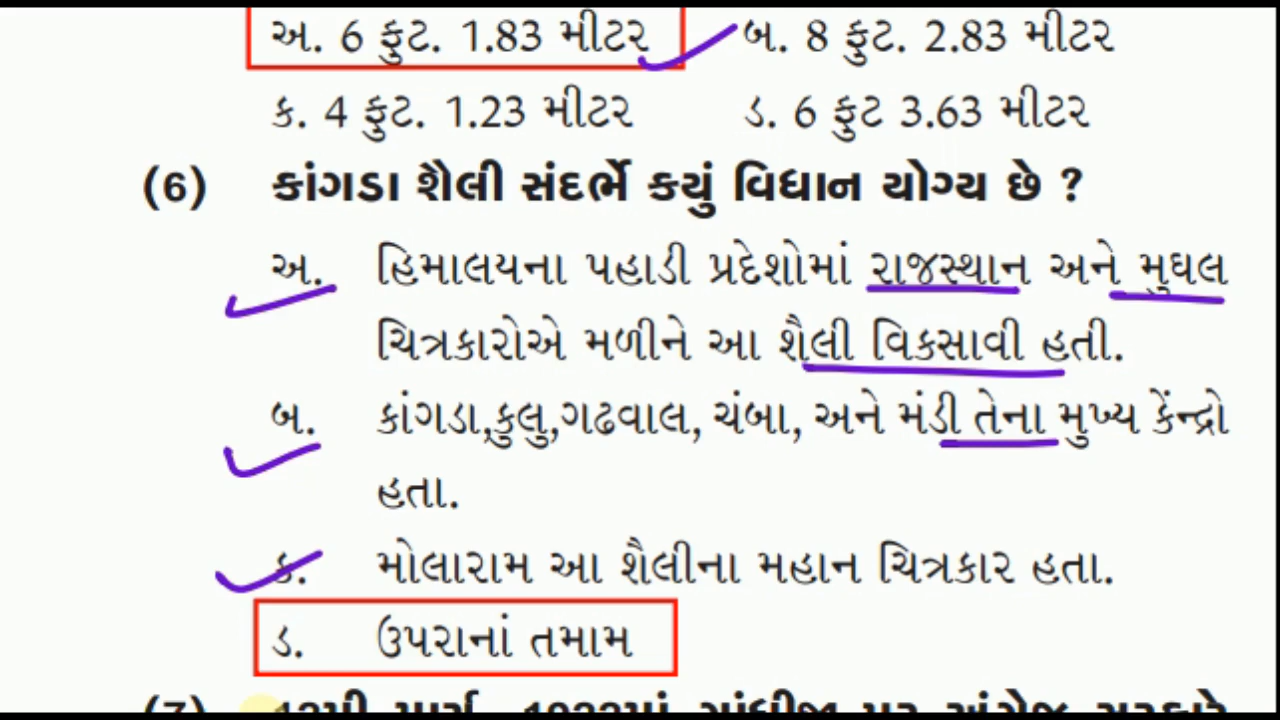 અ. 6 ફુટ. 1.83 મીટર બ. 8 ફુટ. 2.83 મીટર
ક. 4 ફુટ. 1.23 મીટર ડ. 6 ફુટ 3.63 મીટર
(6) કાંગડા શૈલી સંદર્ભે કયું વિધાન યોગ્ય છે ?
અ. હિમાલયના પહાડી પ્રદેશોમાં રાજસ્થાન અને મુઘલ
ચિત્રકારોએ મળીને આ શૈલી વિકસાવી હતી.
બ. કાંગડા,કુલુ,ગઢવાલ, ચંબા, અને મંડી તેના મુખ્ય કેંન્દ્રો
હતા.
ક. મોલારામ આ શૈલીના મહાન ચિત્રકાર હતા.
ડ. ઉપરાનાં તમામ